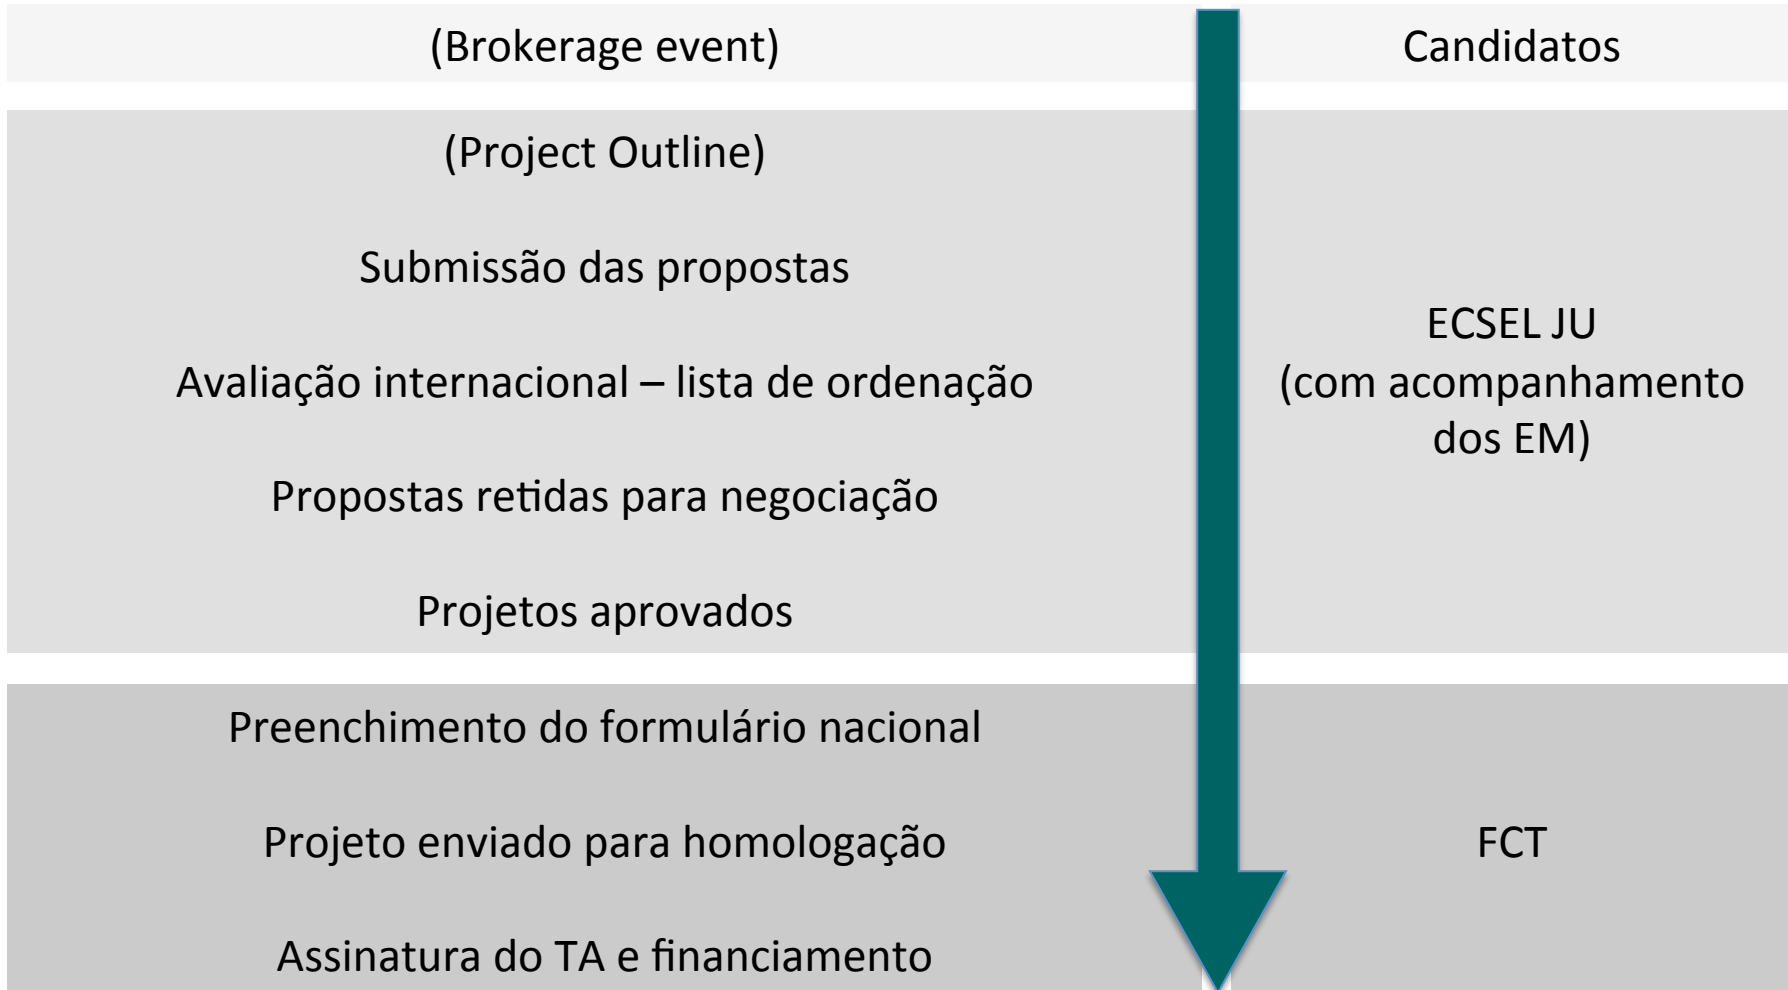 (Brokerage event)
Candidatos
(Project Outline)
Submissão das propostas
Avaliação internacional – lista de ordenação
Propostas retidas para negociação
Projetos aprovados
ECSEL JU
(com acompanhamento
dos EM)
Preenchimento do formulário nacional
Projeto enviado para homologação
Assinatura do TA e financiamento
FCT